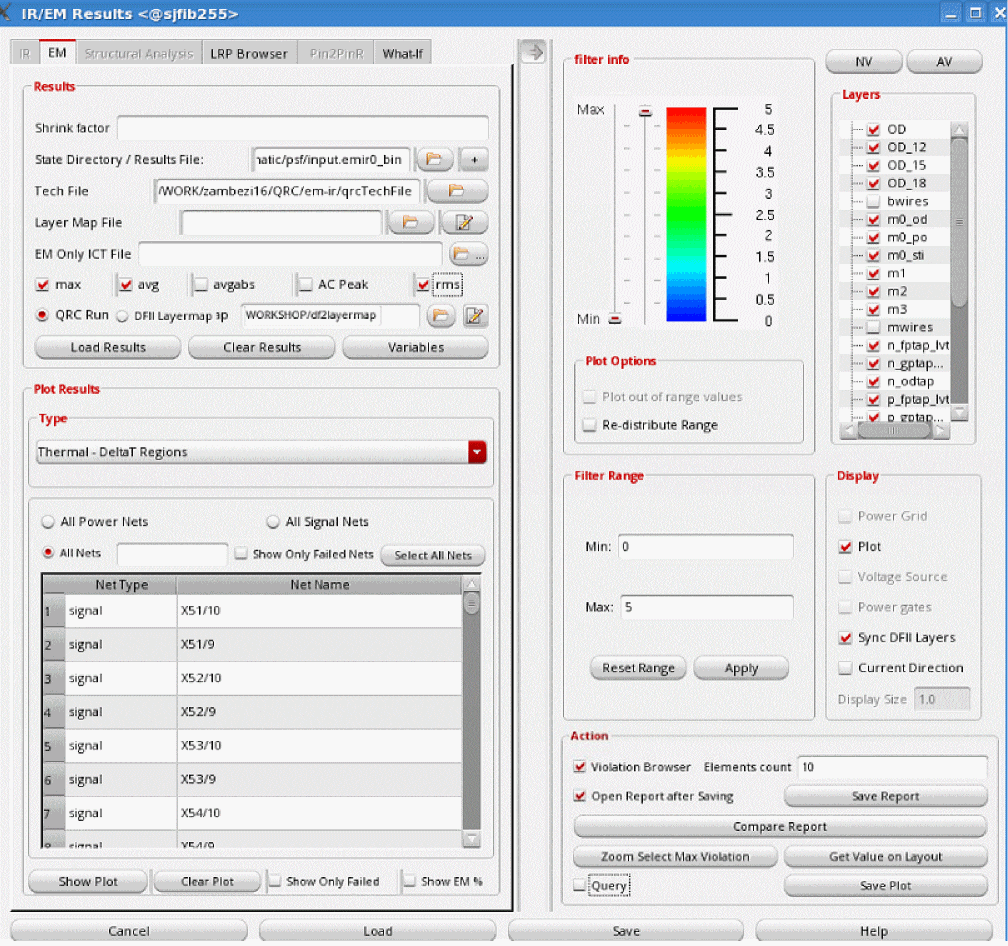 IR/EM Results <@sjfib255>
IR EM Structural Analysis LRP Browser Pin2PinR What-If
Results
Shrink factor
State Directory / Results File: natic/psf/input.emir0_bin +
Tech File /WORK/zambezi16/QRC/em-ir/qrcTechFile
Layer Map File
EM Only ICT File ...
max avg avgabs AC Peak rms
QRC Run DFII Layermap ap WORKSHOP/df2layermap
Load Results Clear Results Variables
Plot Results
Type
Thermal - DeltaT Regions
All Power Nets All Signal Nets
All Nets Show Only Failed Nets Select All Nets
Net Type Net Name
1 signal X51/10
2 signal X51/9
3 signal X52/10
4 signal X52/9
5 signal X53/10
6 signal X53/9
7 signal X54/10
8 signal X54/9
Show Plot Clear Plot Show Only Failed Show EM %
filter info
Max
5
4.5
4
3.5
3
2.5
2
1.5
1
0.5
Min 0
Plot Options
Plot out of range values
Re-distribute Range
NV AV
Layers
OD
OD_12
OD_15
OD_18
bwires
m0_od
m0_po
m0_sti
m1
m2
m3
mwires
n_fptap_lvt
n_gptap...
n_odtap
p_fptap_lvt
p_gptap...
Filter Range
Min: 0
Max: 5
Reset Range Apply
Display
Power Grid
Plot
Voltage Source
Power gates
Sync DFII Layers
Current Direction
Display Size 1.0
Action
Violation Browser Elements count 10
Open Report after Saving Save Report
Compare Report
Zoom Select Max Violation Get Value on Layout
Query Save Plot
Cancel Load Save Help